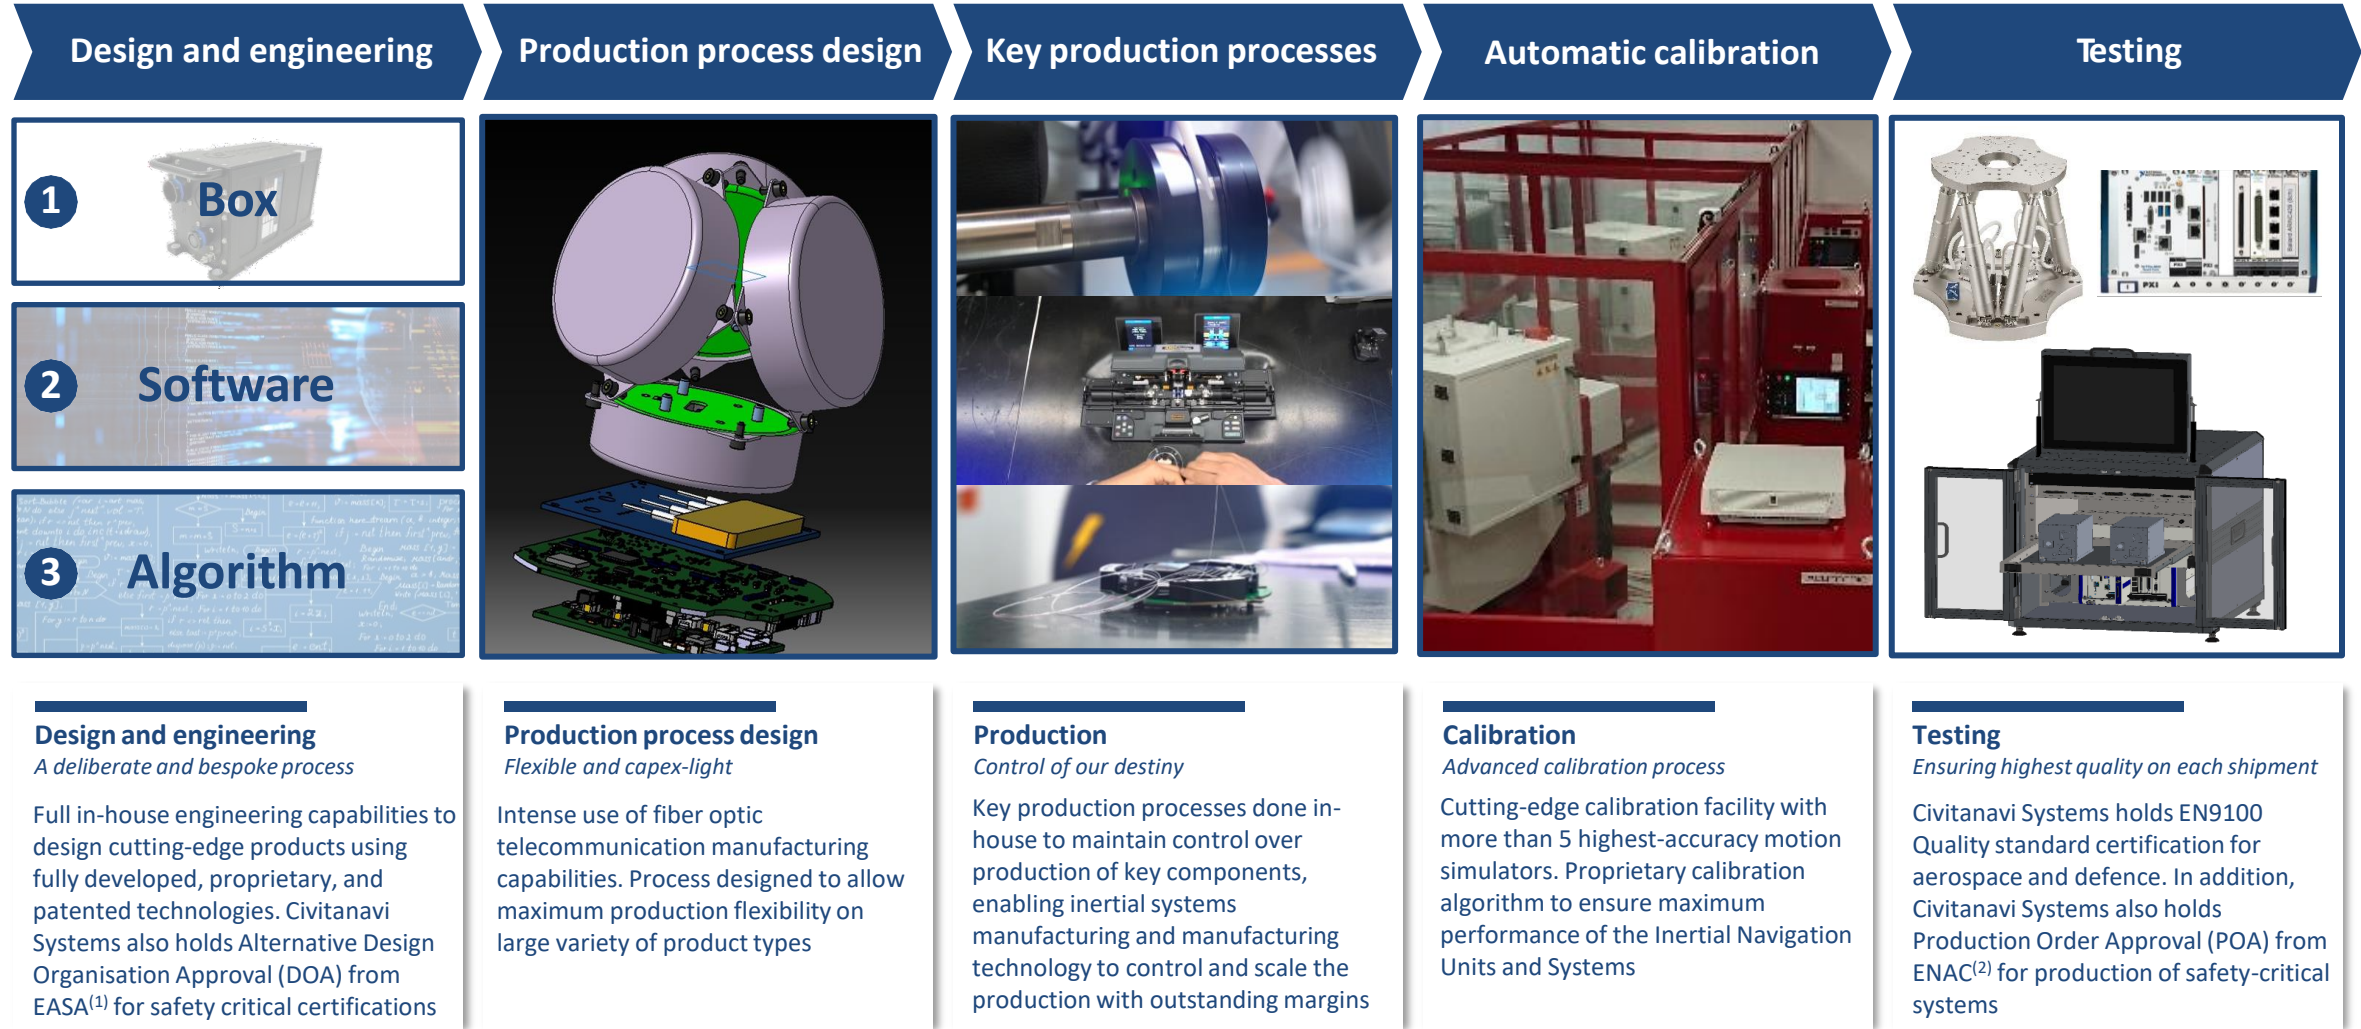 Design and engineering
Production process design
Key production processes
Automatic calibration
Testing
1
Box
2
Software
3
Algorithm
PXI
Design and engineering
A deliberate and bespoke process
Full in-house engineering capabilities to
design cutting-edge products using
fully developed, proprietary, and
patented technologies. Civitanavi
Systems also holds Alternative Design
Organisation Approval (DOA) from
EASA(1) for safety critical certifications
Production process design
Flexible and capex-light
Intense use of fiber optic
telecommunication manufacturing
capabilities. Process designed to allow
maximum production flexibility on
large variety of product types
Production
Control of our destiny
Key production processes done in-
house to maintain control over
production of key components,
enabling inertial systems
manufacturing and manufacturing
technology to control and scale the
production with outstanding margins
Calibration
Advanced calibration process
Cutting-edge calibration facility with
more than 5 highest-accuracy motion
simulators. Proprietary calibration
algorithm to ensure maximum
performance of the Inertial Navigation
Units and Systems
Testing
Ensuring highest quality on each shipment
Civitanavi Systems holds EN9100
Quality standard certification for
aerospace and defence. In addition,
Civitanavi Systems also holds
Production Order Approval (POA) from
ENAC(2) for production of safety-critical
systems